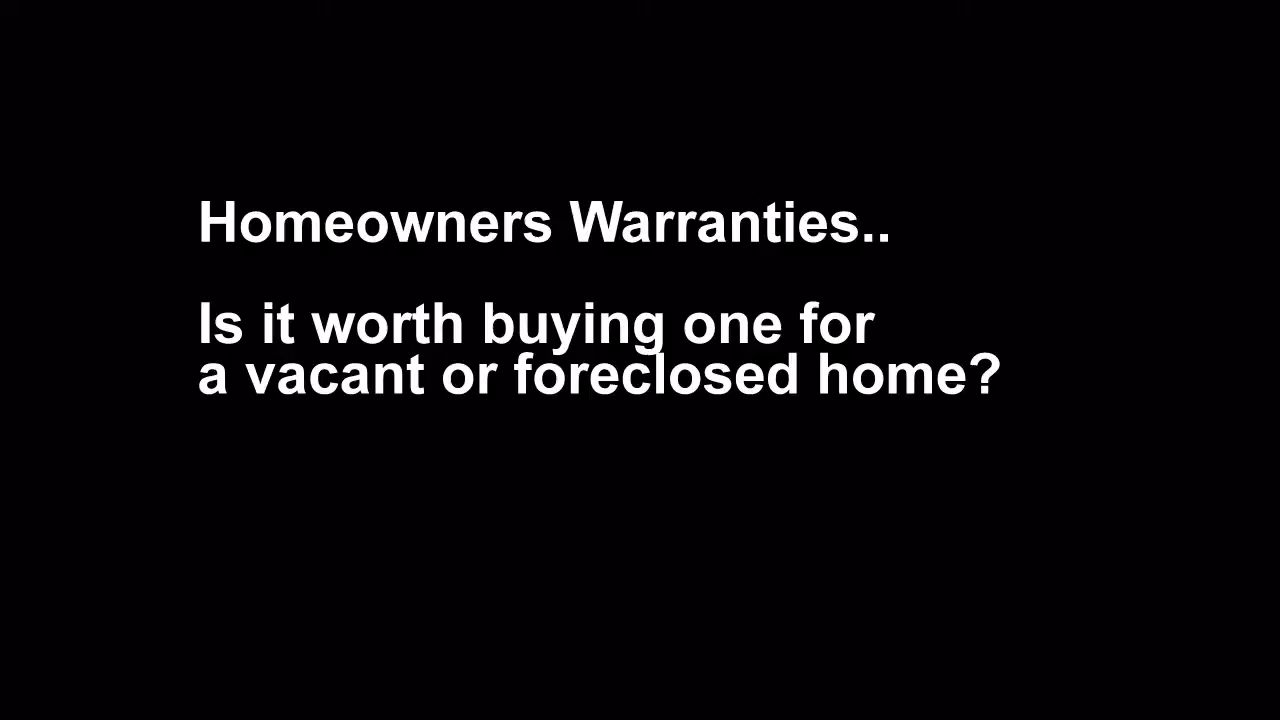 Homeowners Warranties..
Is it worth buying one for
a vacant or foreclosed home?